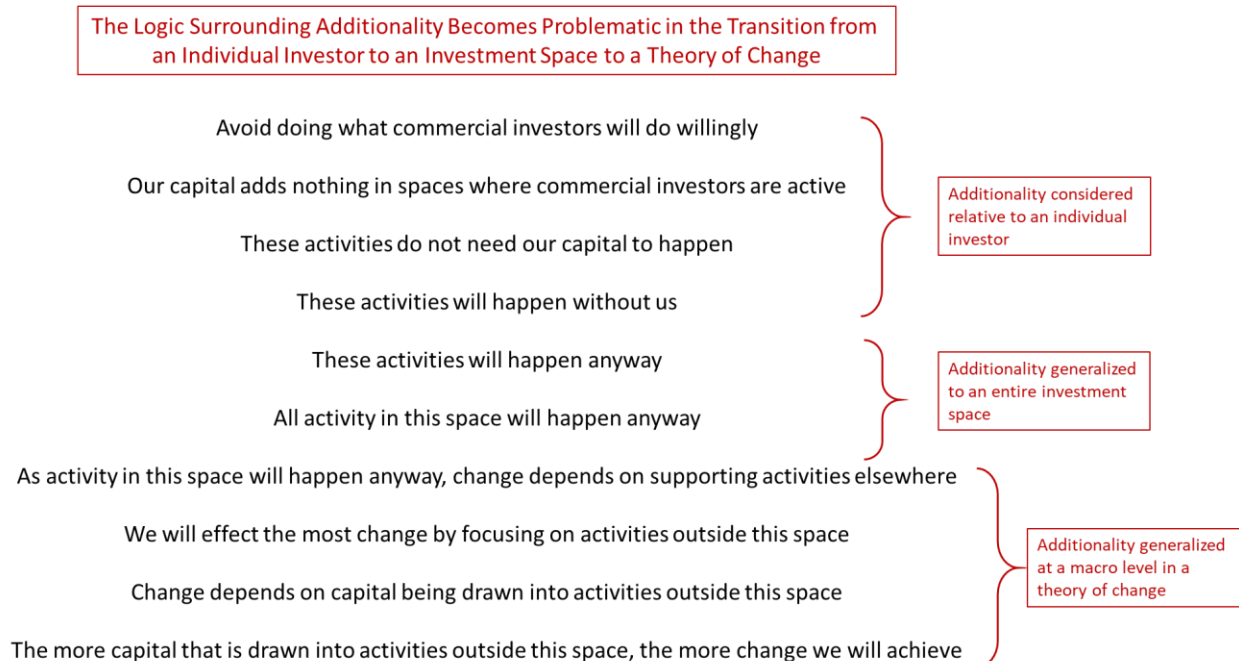 The Logic Surrounding Additionality Becomes Problematic in the Transition from
an Individual Investor to an Investment Space to a Theory of Change
Avoid doing what commercial investors will do willingly
Our capital adds nothing in spaces where commercial investors are active
These activities do not need our capital to happen
These activities will happen without us
Additionality considered
relative to an individual
investor
These activities will happen anyway
All activity in this space will happen anyway
Additionality generalized
to an entire investment
space
As activity in this space will happen anyway, change depends on supporting activities elsewhere
We will effect the most change by focusing on activities outside this space
Change depends on capital being drawn into activities outside this space
The more capital that is drawn into activities outside this space, the more change we will achieve
Additionality generalized
at a macro level in a
theory of change